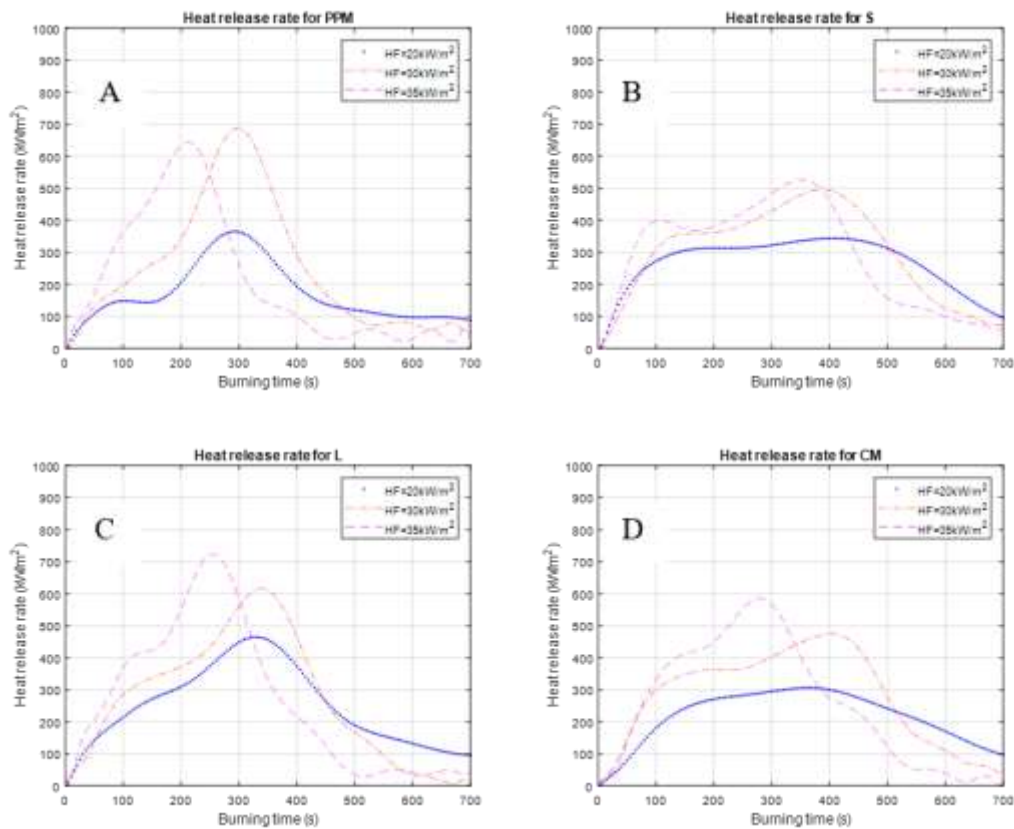 Heat release rate for PPM
1000
900
800
700
600
500
400
300
200
100
0
Heat release rate (kW/m²)
A
HF=20kW/m²
HF=30kW/m²
HF=35kW/m²
0 100 200 300 400 500 600 700
Burning time (s)
Heat release rate for S
1000
900
800
700
600
500
400
300
200
100
0
Heat release rate (kW/m²)
B
HF=20kW/m²
HF=30kW/m²
HF=35kW/m²
0 100 200 300 400 500 600 700
Burning time (s)
Heat release rate for L
1000
900
800
700
600
500
400
300
200
100
0
Heat release rate (kW/m²)
C
HF=20kW/m²
HF=30kW/m²
HF=35kW/m²
0 100 200 300 400 500 600 700
Burning time (s)
Heat release rate for CM
1000
900
800
700
600
500
400
300
200
100
0
Heat release rate (kW/m²)
D
HF=20kW/m²
HF=30kW/m²
HF=35kW/m²
0 100 200 300 400 500 600 700
Burning time (s)